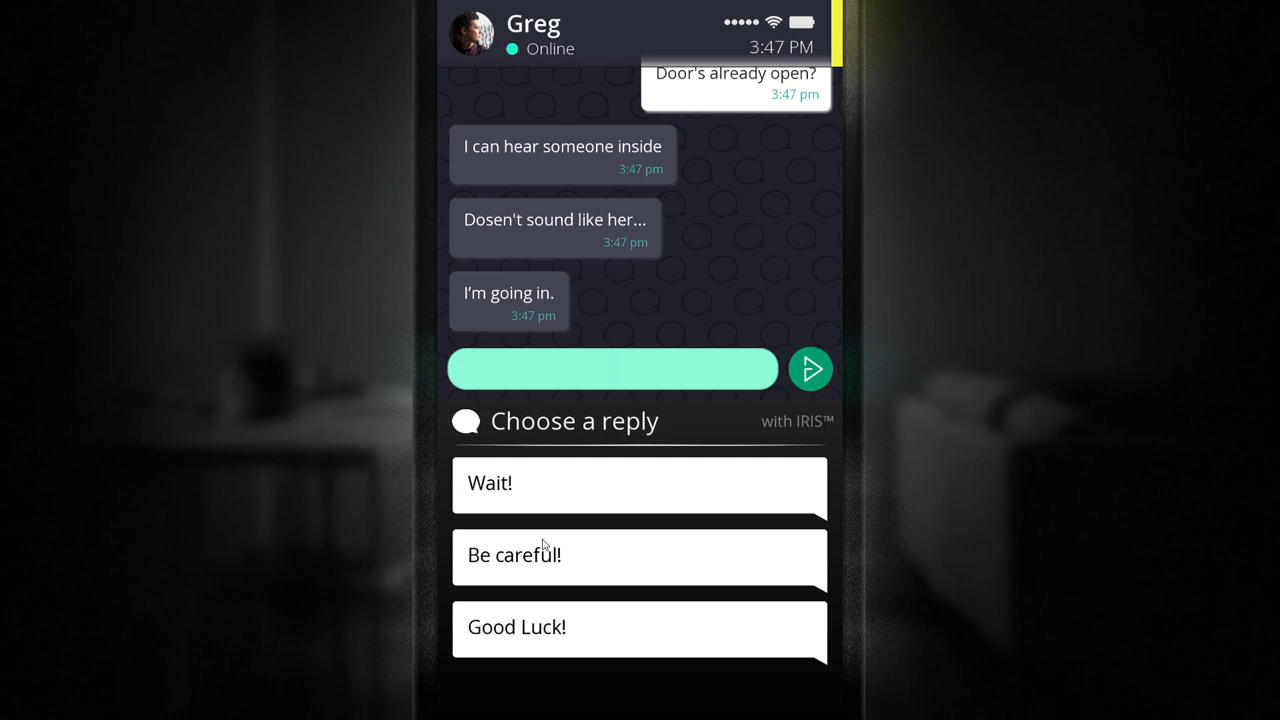 Greg
Online
3:47 PM
Door's already open?
3:47 pm
I can hear someone inside
3:47 pm
Dosen't sound like her...
3:47 pm
I’m going in.
3:47 pm
Choose a reply
with IRIS™
Wait!
Be careful!
Good Luck!